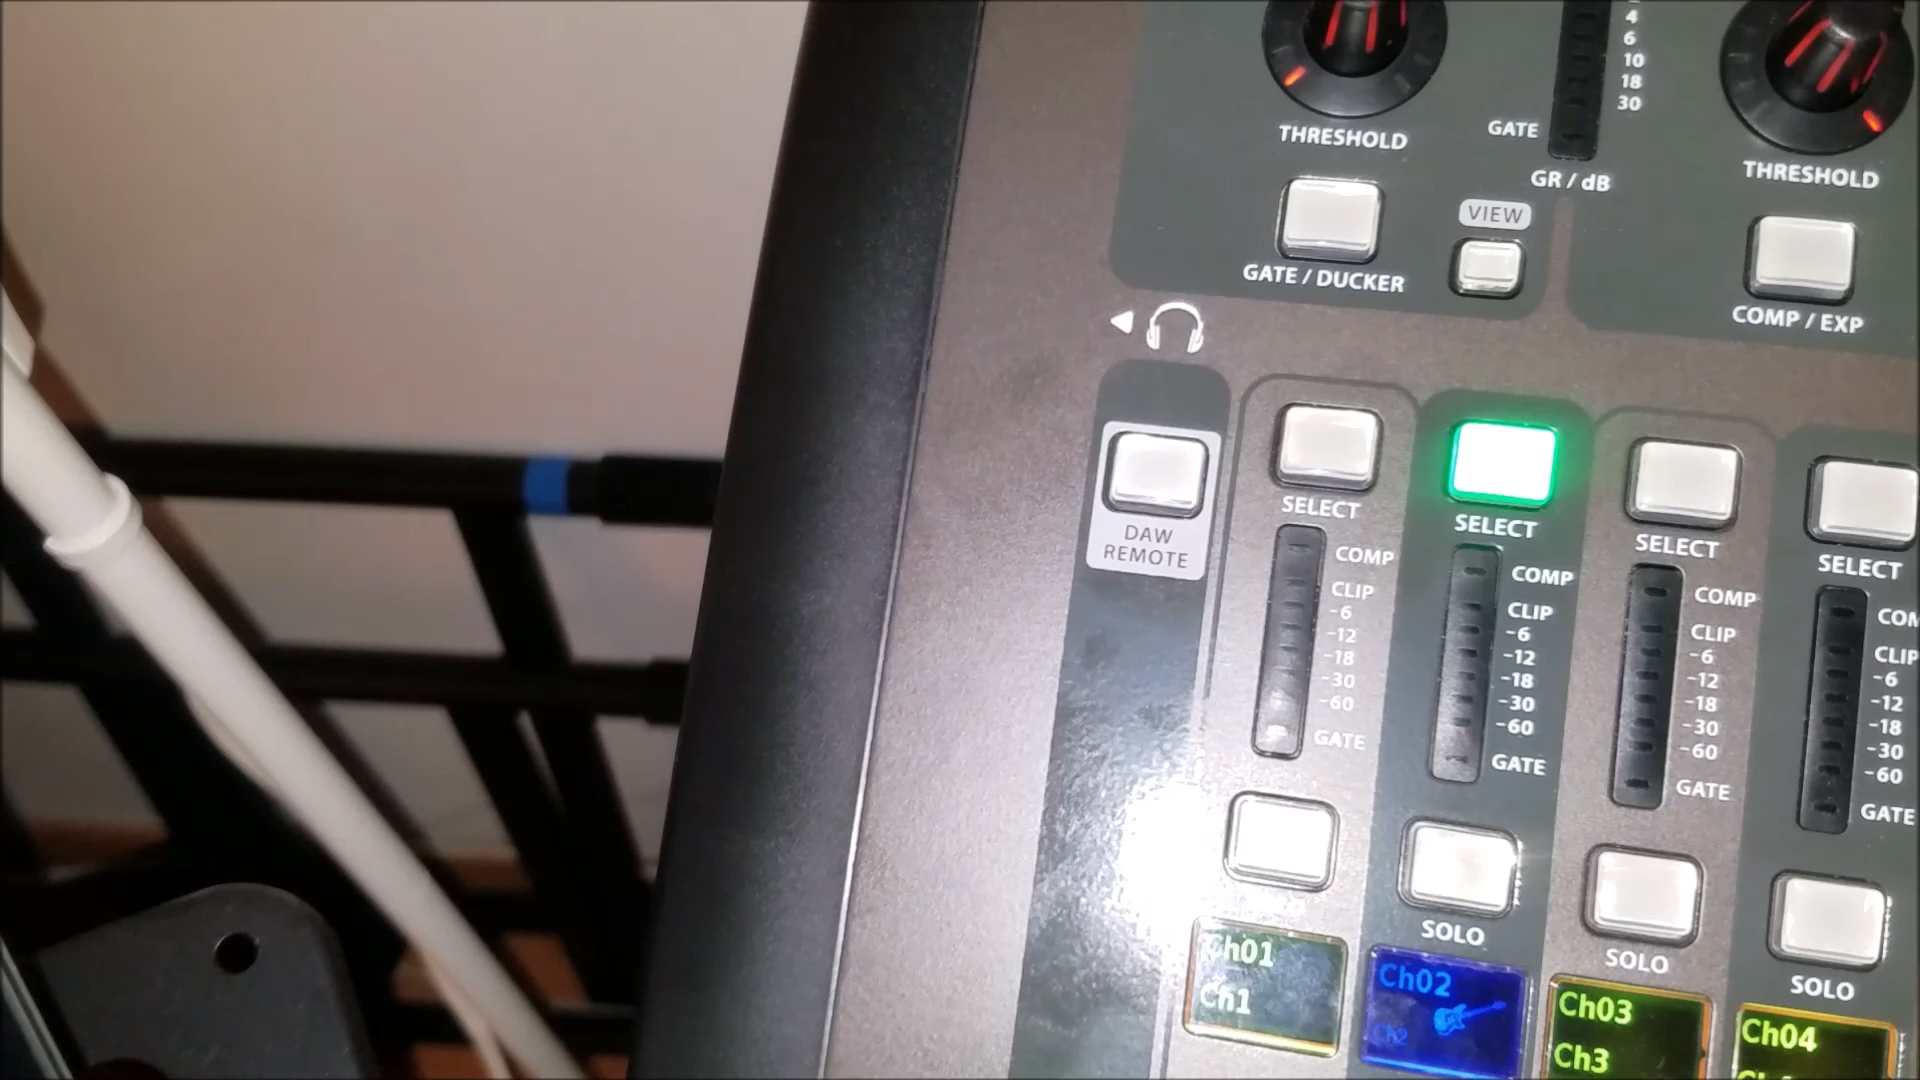 4
6
10
18
30
THRESHOLD
GATE
GR / dB
THRESHOLD
VIEW
GATE / DUCKER
COMP / EXP
DAW
REMOTE
SELECT
COMP
CLIP
-6
-12
-18
-30
-60
GATE
Ch01
Ch1
SELECT
COMP
CLIP
-6
-12
-18
-30
-60
GATE
SOLO
Ch02
Ch2
SELECT
COMP
CLIP
-6
-12
-18
-30
-60
GATE
SOLO
Ch03
Ch3
SELECT
COM
CLIP
-6
-12
-18
-30
-60
GATE
SOLO
Ch04